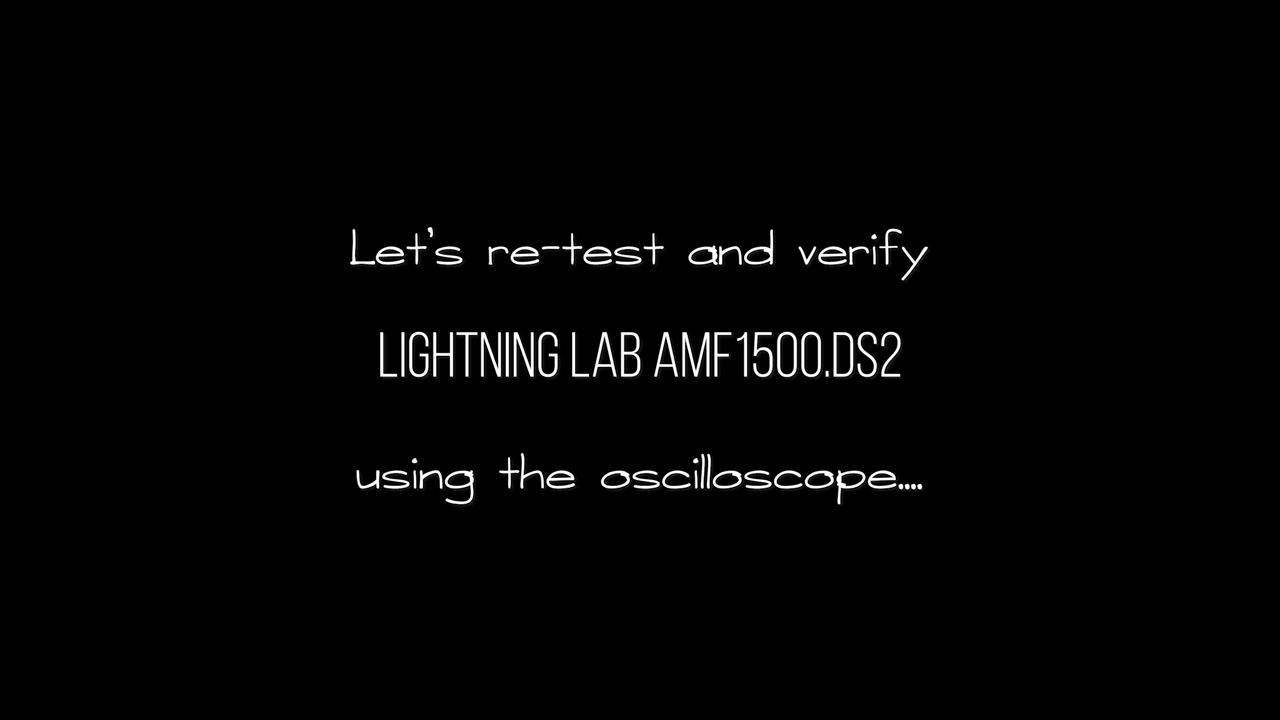 Let's re-test and verify
LIGHTNING LAB AMF1500.DS2
using the oscilloscope....